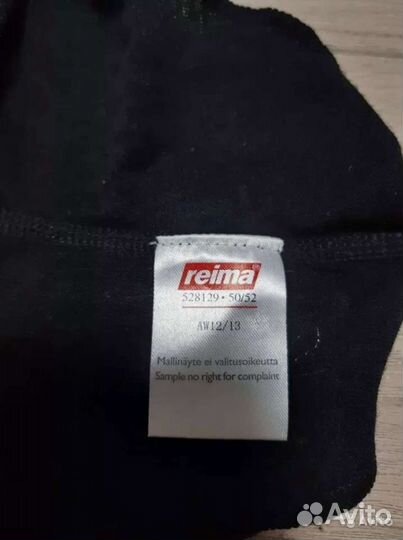 reima®
528129 • 50/52
AW12/13
Mallinäyte ei valitusoikeutta
Sample no right for complaint
Avito